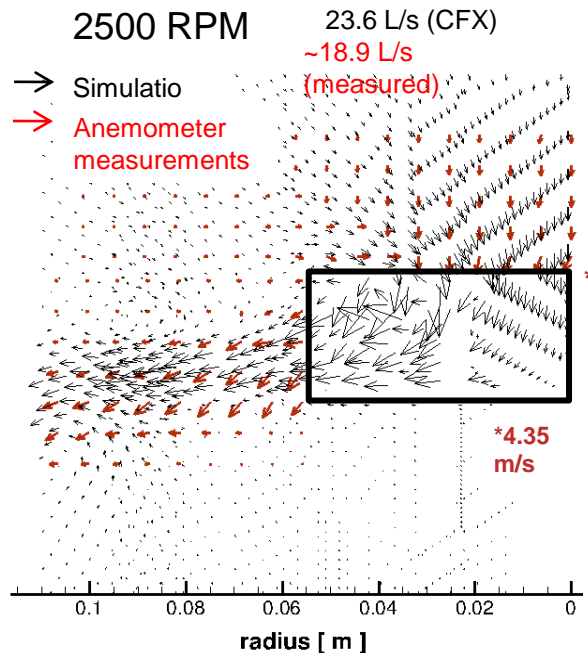 2500 RPM
23.6 L/s (CFX)
~18.9 L/s
(measured)
Simulatio
Anemometer
measurements
*
*4.35
m/s
0.1 0.08 0.06 0.04 0.02 0
radius [ m ]